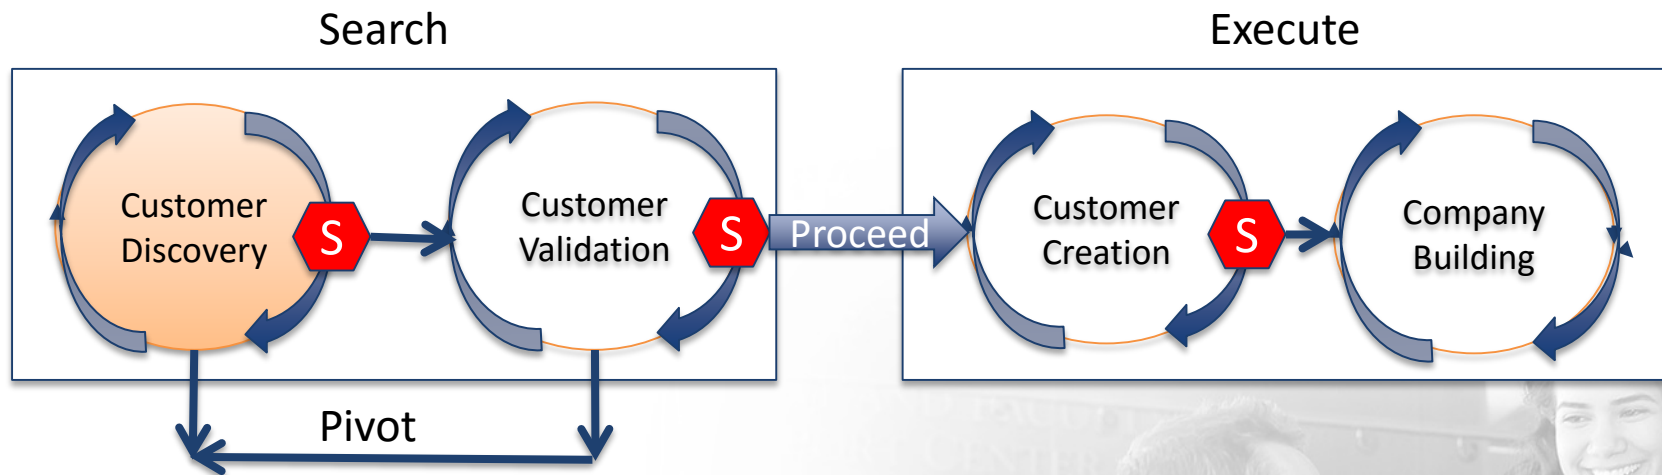 Search
Execute
Customer
Discovery
S
Customer
Validation
S
Proceed
Customer
Creation
S
Company
Building
Pivot